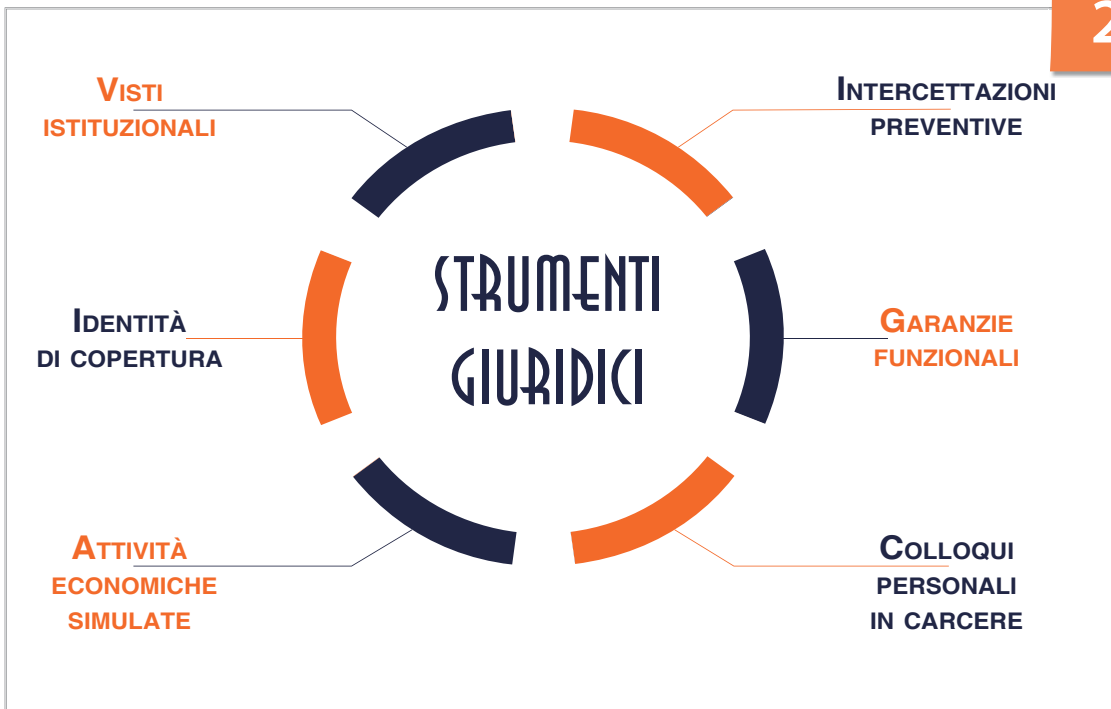 2
VISTI
ISTITUZIONALI
INTERCETTAZIONI
PREVENTIVE
STRUMENTI
GIURIDICI
IDENTITÀ
DI COPERTURA
GARANZIE
FUNZIONALI
ATTIVITÀ
ECONOMICHE
SIMULATE
COLLOQUI
PERSONALI
IN CARCERE